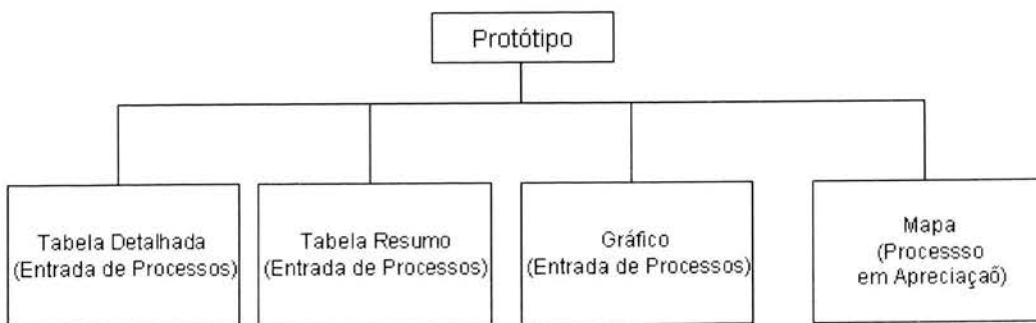 Protótipo
Tabela Detalhada
(Entrada de Processos)
Tabela Resumo
(Entrada de Processos)
Gráfico
(Entrada de Processos)
Mapa
(Processso
em Apreciaçaõ)